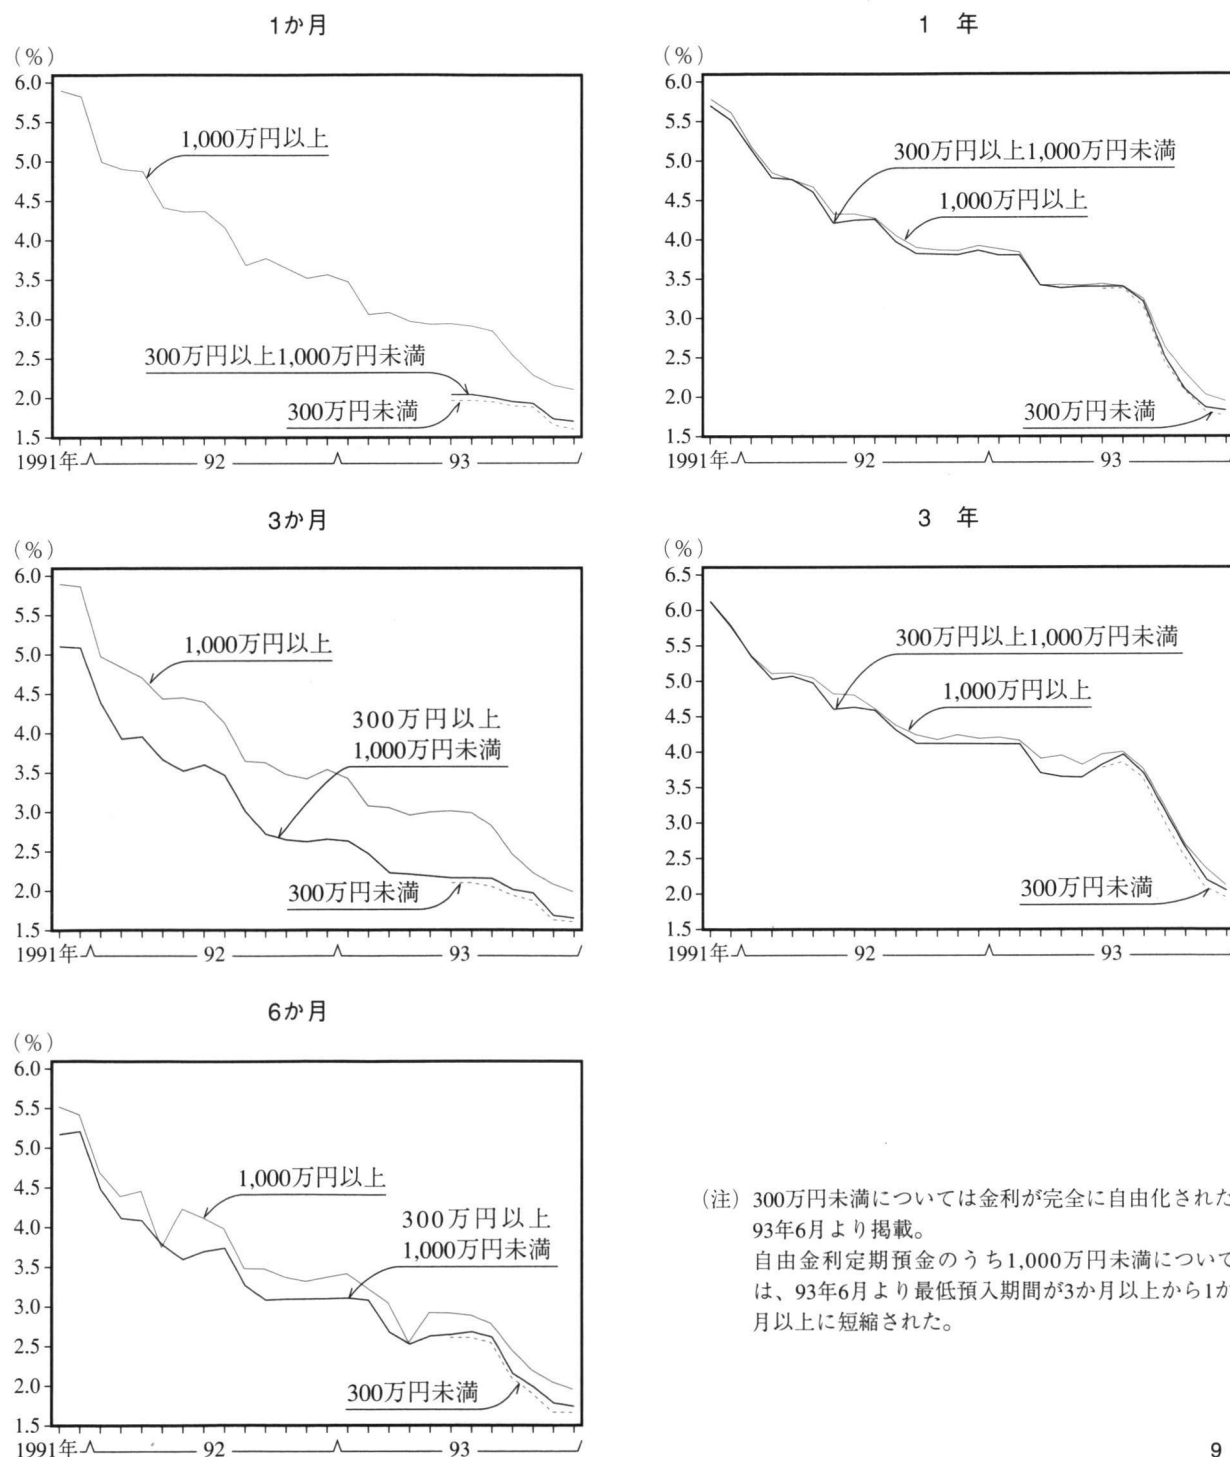 1か月
(%)
6.0
5.5
5.0
4.5
4.0
3.5
3.0
2.5
2.0
1.5
1,000万円以上
300万円以上1,000万円未満
300万円未満
1991年
92
93
1 年
(%)
6.0
5.5
5.0
4.5
4.0
3.5
3.0
2.5
2.0
1.5
300万円以上1,000万円未満
1,000万円以上
300万円未満
1991年
92
93
3か月
(%)
6.0
5.5
5.0
4.5
4.0
3.5
3.0
2.5
2.0
1.5
1,000万円以上
300万円以上
1,000万円未満
300万円未満
1991年
92
93
3 年
(%)
6.5
6.0
5.5
5.0
4.5
4.0
3.5
3.0
2.5
2.0
1.5
300万円以上1,000万円未満
1,000万円以上
300万円未満
1991年
92
93
6か月
(%)
6.0
5.5
5.0
4.5
4.0
3.5
3.0
2.5
2.0
1.5
1,000万円以上
300万円以上
1,000万円未満
300万円未満
1991年
92
93
(注) 300万円未満については金利が完全に自由化された
93年6月より掲載。
自由金利定期預金のうち1,000万円未満について
は、93年6月より最低預入期間が3か月以上から1か
月以上に短縮された。
9